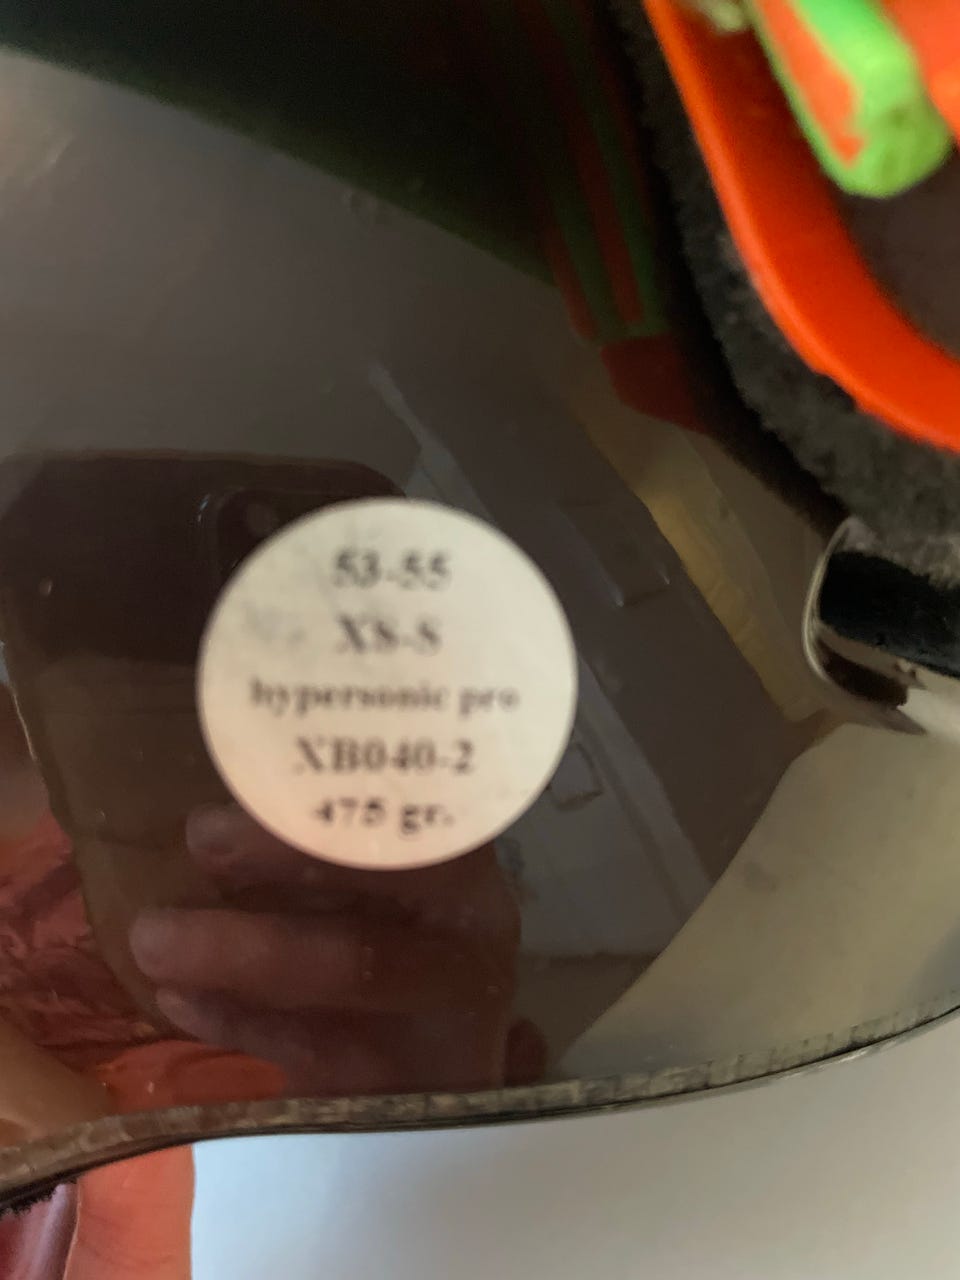 53-55
XS-S
hypersonic pro
XB040-2
475 gr.